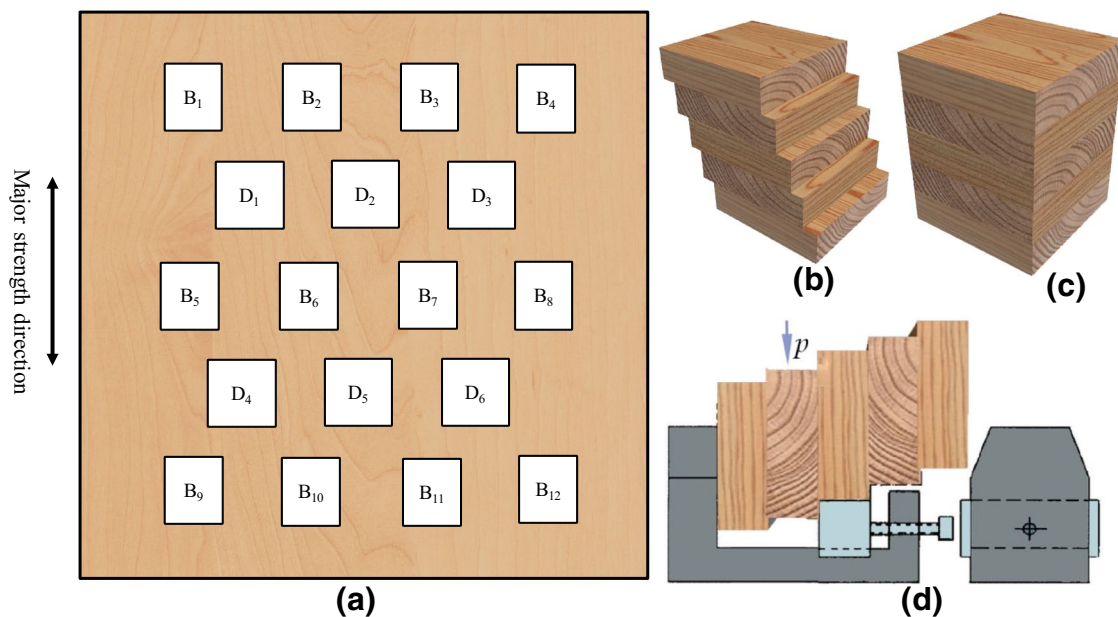 B1 B2 B3 B4
D1 D2 D3
Major strength direction
B5 B6 B7 B8
D4 D5 D6
B9 B10 B11 B12
(a)
(b)
(c)
p
(d)